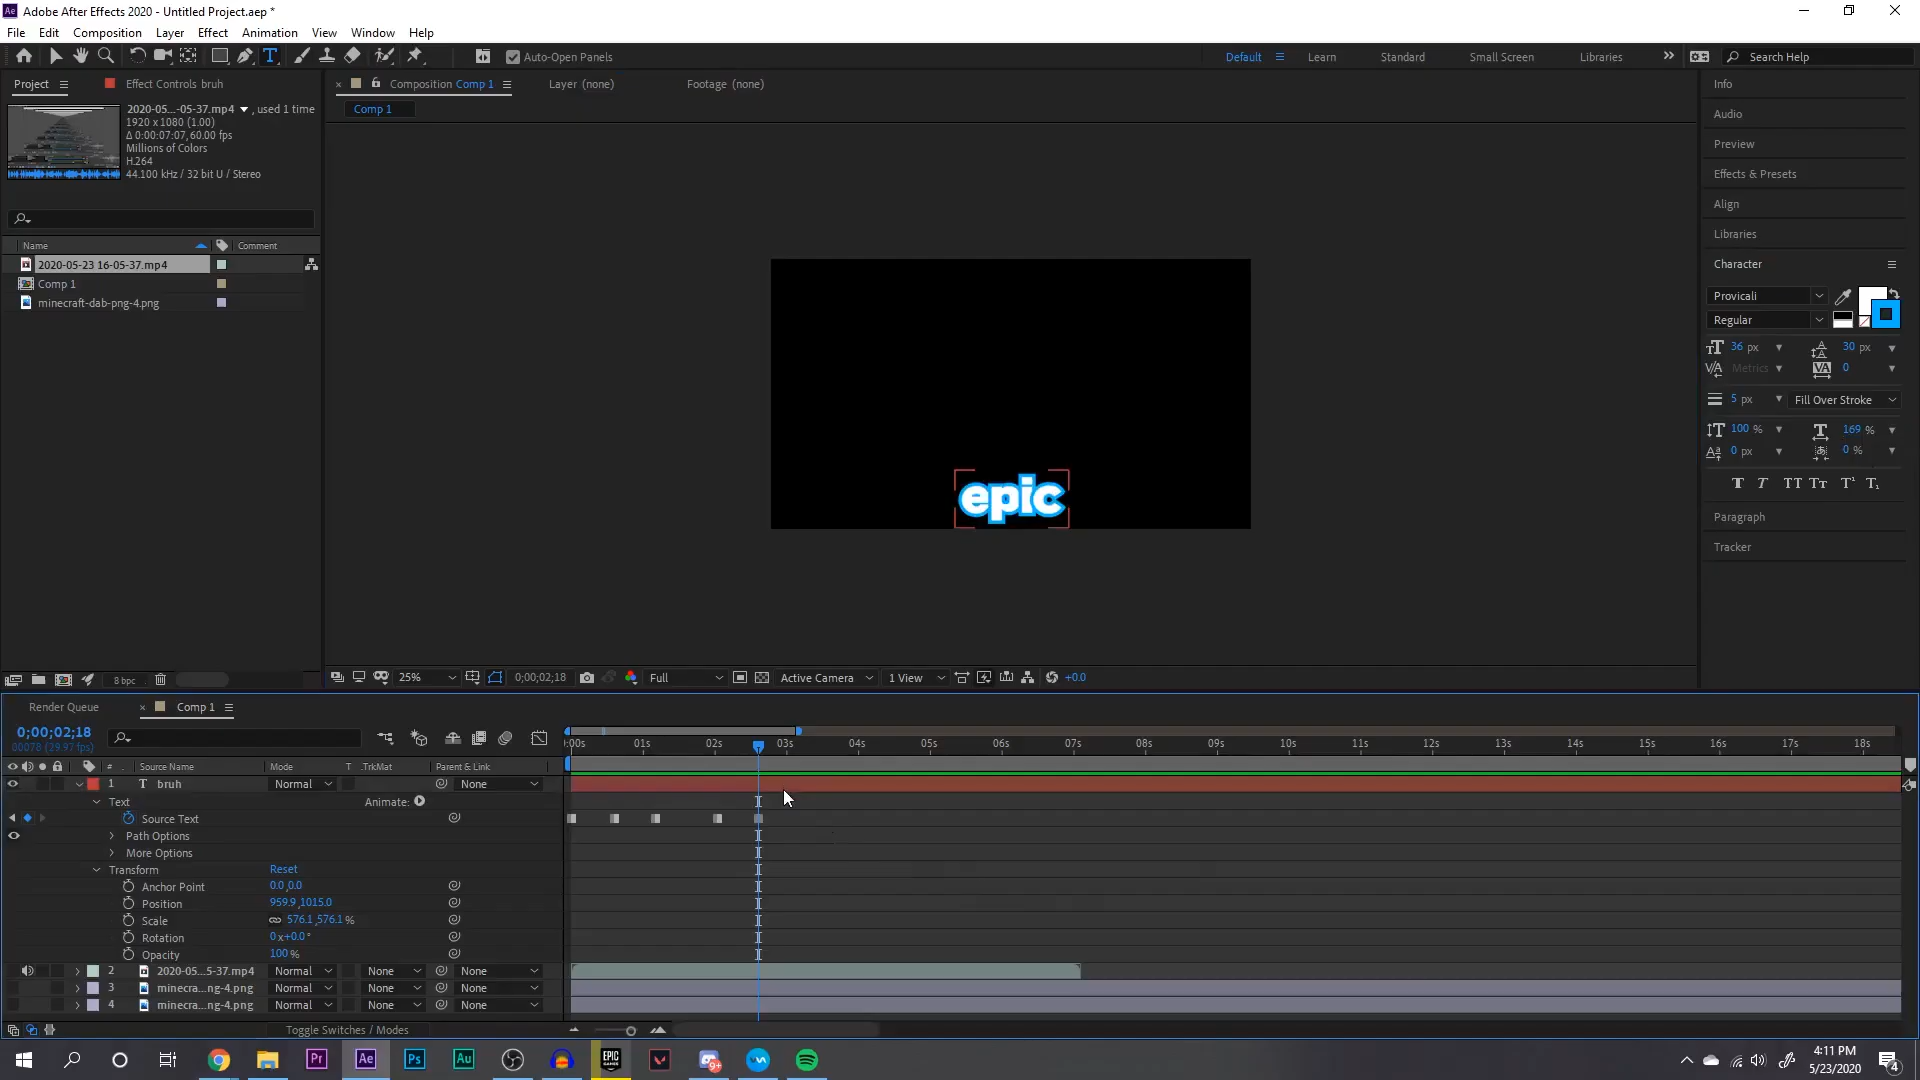 Adobe After Effects 2020 - Untitled Project.aep *
File Edit Composition Layer Effect Animation View Window Help
Auto-Open Panels
Default Learn Standard Small Screen Libraries Search Help
Project Effect Controls bruh
Composition Comp 1 Layer (none) Footage (none)
Info
2020-05...-05-37.mp4 , used 1 time
1920 x 1080 (1.00)
Δ 0:00:07:07, 60.00 fps
Millions of Colors
H.264
44.100 kHz / 32 bit U / Stereo
Comp 1
Audio
Preview
Effects & Presets
Align
Libraries
Character
Name Comment
2020-05-23 16-05-37.mp4
Comp 1
minecraft-dab-png-4.png
Provicali
Regular
36 px 30 px
Metrics 0
5 px Fill Over Stroke
100 % 169 %
0 px 0 %
T T TT Tt T¹ T₁
Paragraph
Tracker
epic
8 bpc
25% 0;00;02;18 Full Active Camera 1 View +0.0
Render Queue Comp 1
0;00;02;18
00078 (29.97 fps)
:00s 01s 02s 03s 04s 05s 06s 07s 08s 09s 10s 11s 12s 13s 14s 15s 16s 17s 18s
# Source Name Mode T .TrkMat Parent & Link
1 T bruh Normal None
Text Animate:
Source Text
Path Options
More Options
Transform Reset
Anchor Point 0.0,0.0
Position 959.9,1015.0
Scale 576.1,576.1 %
Rotation 0x+0.0°
Opacity 100 %
2 2020-05...5-37.mp4 Normal None None
3 minecra...ng-4.png Normal None None
4 minecra...ng-4.png Normal None None
Toggle Switches / Modes
Pr Ae Ps Au EPIC GAMES 9+
4:11 PM
5/23/2020
4